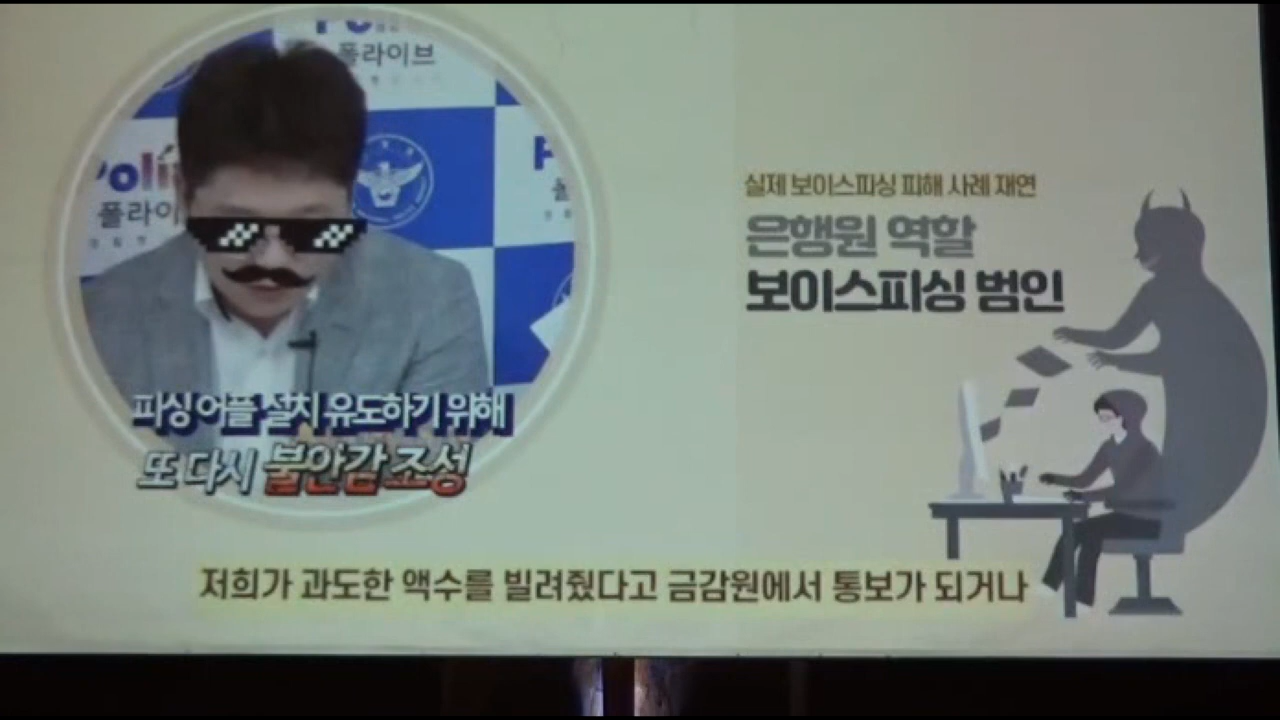 폴라이브
폴라이
실제 보이스피싱 피해 사례 재연
은행원 역할
보이스피싱 범인
피싱 어플 설치 유도하기 위해
또 다시 불안감 조성
저희가 과도한 액수를 빌려줬다고 금감원에서 통보가 되거나